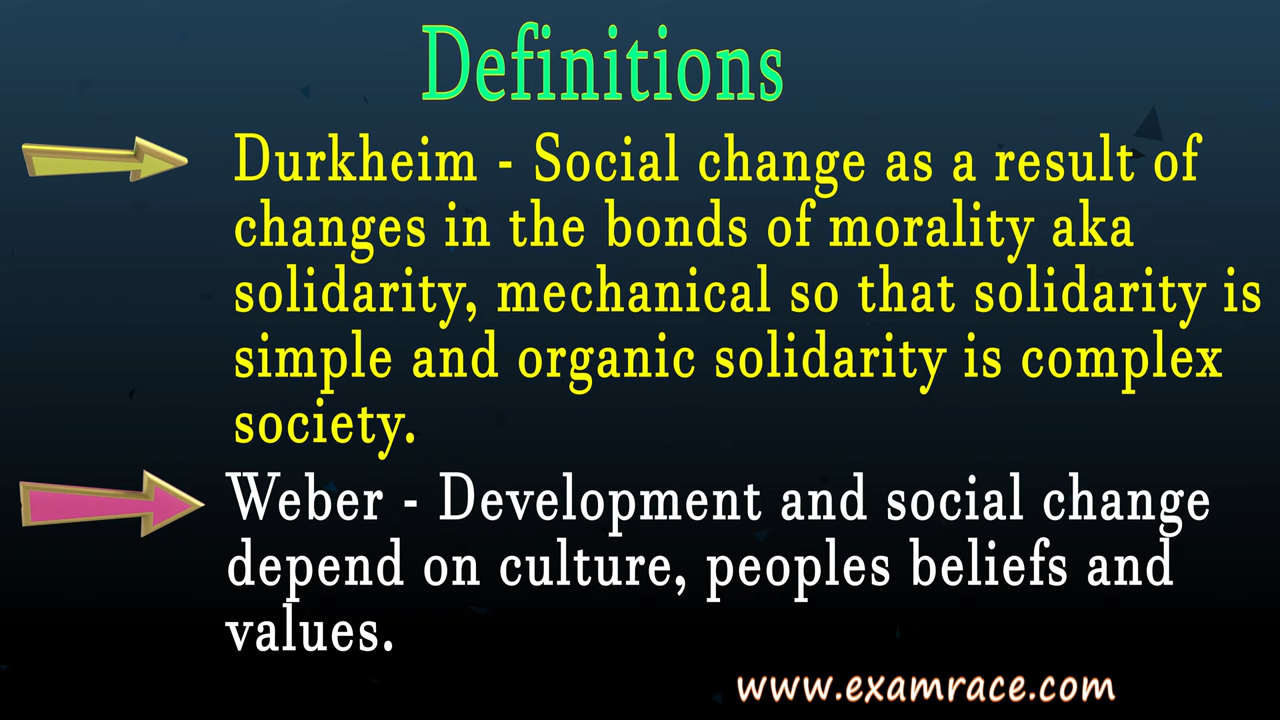 Definitions
Durkheim - Social change as a result of
changes in the bonds of morality aka
solidarity, mechanical so that solidarity is
simple and organic solidarity is complex
society.
Weber - Development and social change
depend on culture, peoples beliefs and
values.
www.examrace.com